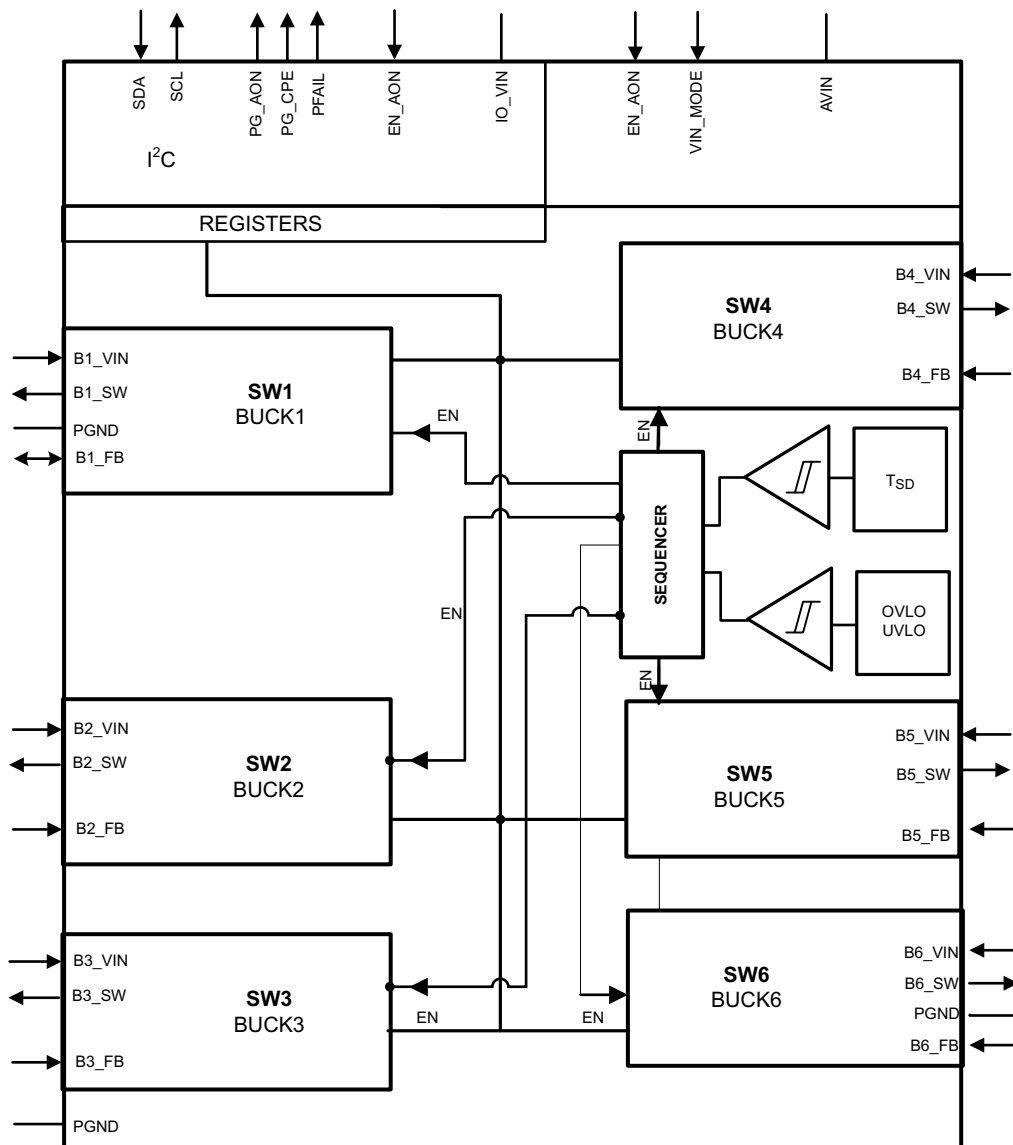 SDA
SCL
PG_AON
PG_CPE
PFAIL
EN_AON
IO_VIN
EN_AON
VIN_MODE
AVIN
I²C
REGISTERS
B1_VIN
B1_SW
PGND
B1_FB
SW1
BUCK1
EN
SW4
BUCK4
B4_VIN
B4_SW
B4_FB
EN
SEQUENCER
TSD
OVLO
UVLO
EN
EN
B2_VIN
B2_SW
B2_FB
SW2
BUCK2
SW5
BUCK5
B5_VIN
B5_SW
B5_FB
B3_VIN
B3_SW
B3_FB
SW3
BUCK3
EN
EN
SW6
BUCK6
B6_VIN
B6_SW
PGND
B6_FB
PGND